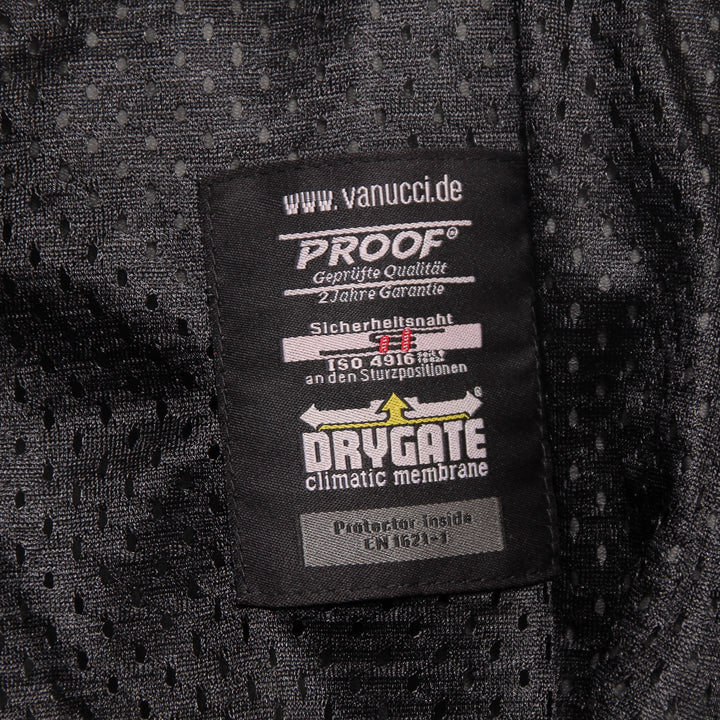 www.vanucci.de
PROOF®
Geprüfte Qualität
2 Jahre Garantie
Sicherheitsnaht
ISO 4916 seit
an den Sturzpositionen
®
DRYGATE
climatic membrane
Protector inside
EN 1621-1